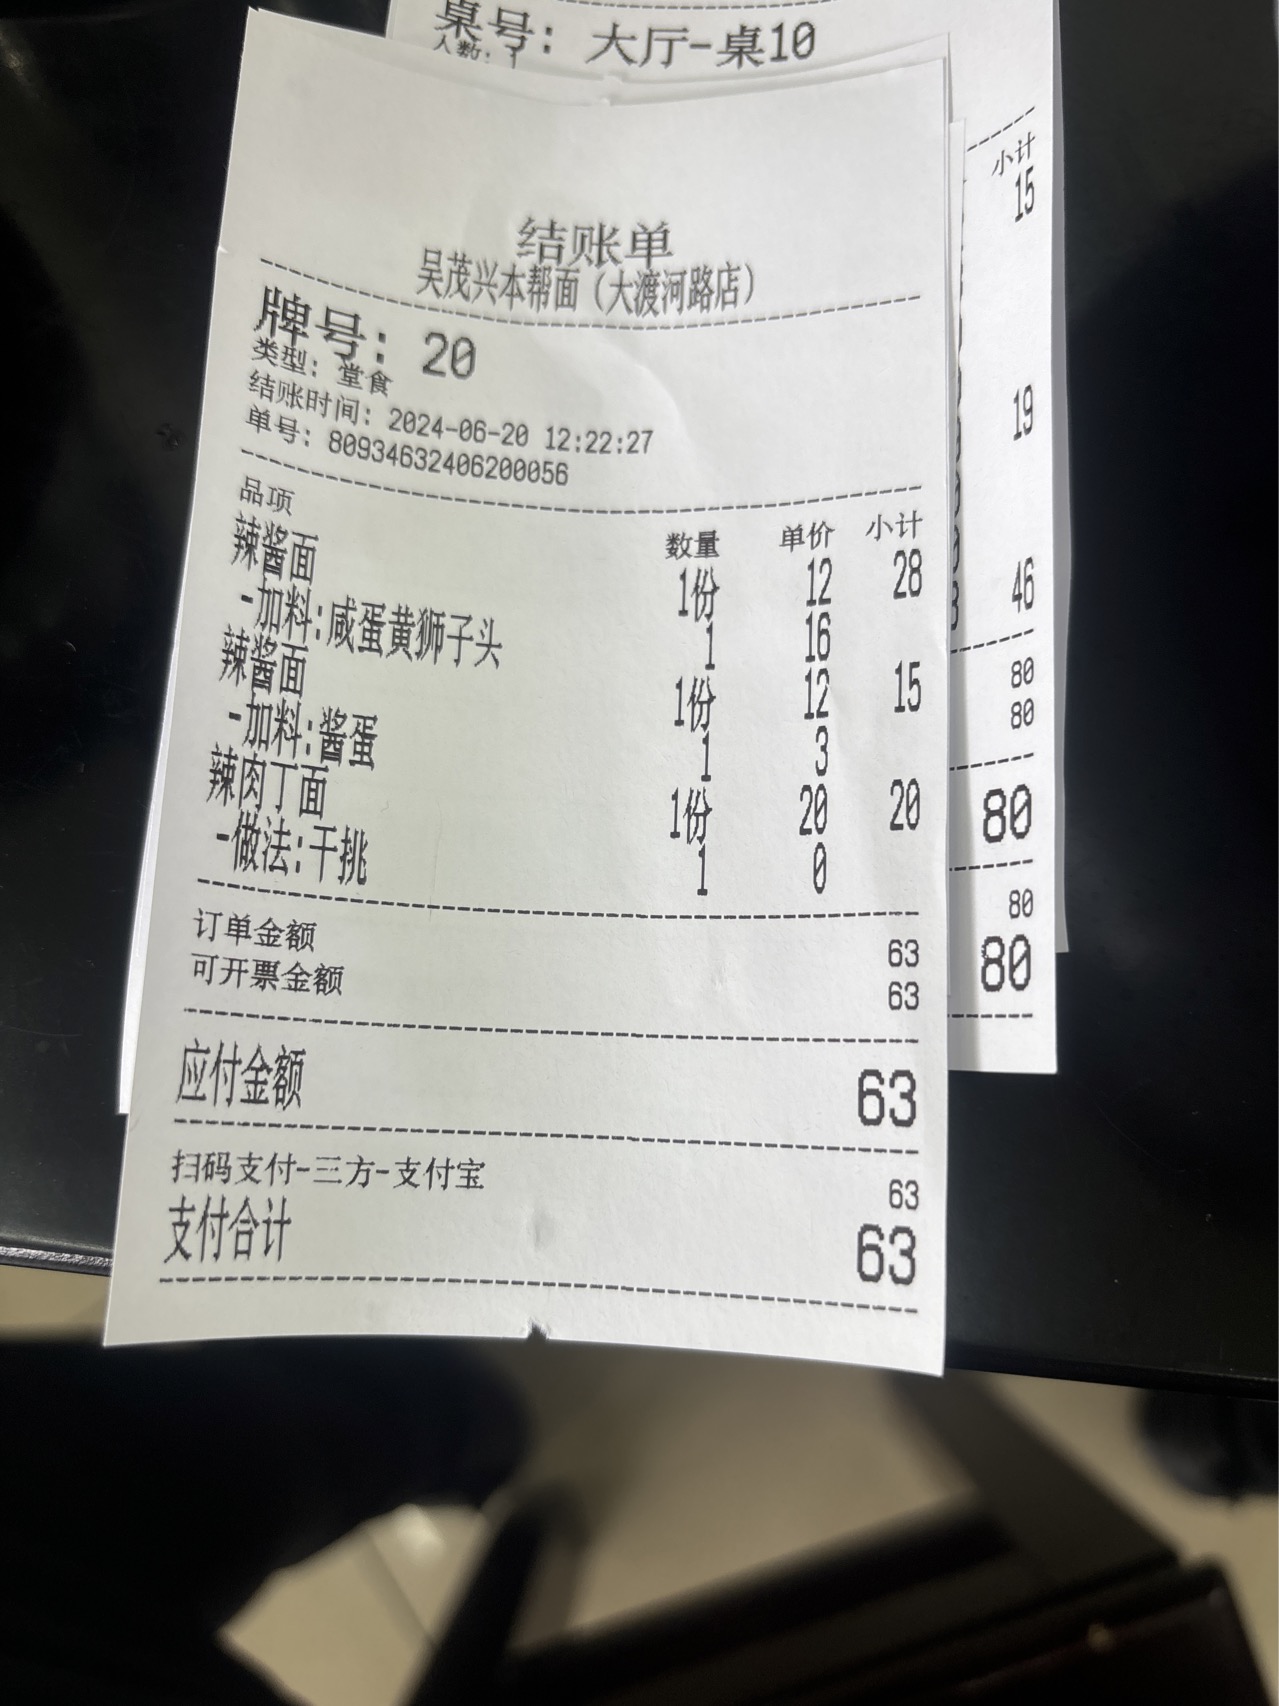 桌号: 大厅-桌10
人数: 1
小计
15
19
46
80
80
80
80
80
结账单
吴茂兴本帮面(大渡河路店)
牌号: 20
类型: 堂食
结账时间: 2024-06-20 12:22:27
单号: 80934632406200056
品项 数量 单价 小计
辣酱面 1份 12 28
-加料:咸蛋黄狮子头 1 16
辣酱面 1份 12 15
-加料:酱蛋 1 3
辣肉丁面 1份 20 20
-做法:干挑 1 0
订单金额 63
可开票金额 63
应付金额 63
扫码支付-三方-支付宝 63
支付合计 63